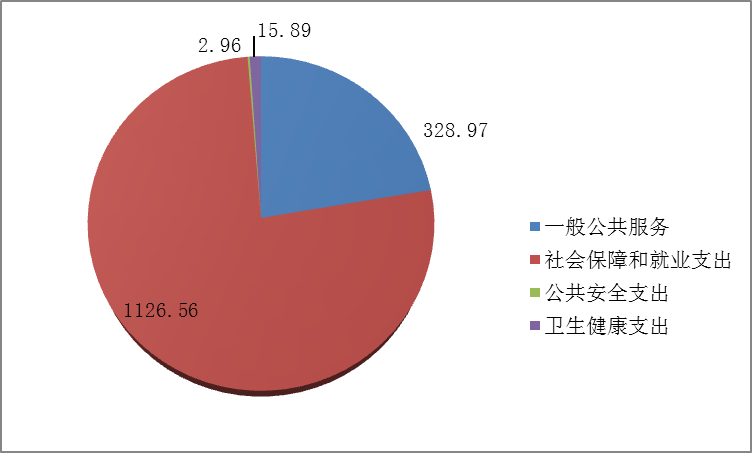 15.89
2.96
328.97
1126.56
一般公共服务
社会保障和就业支出
公共安全支出
卫生健康支出